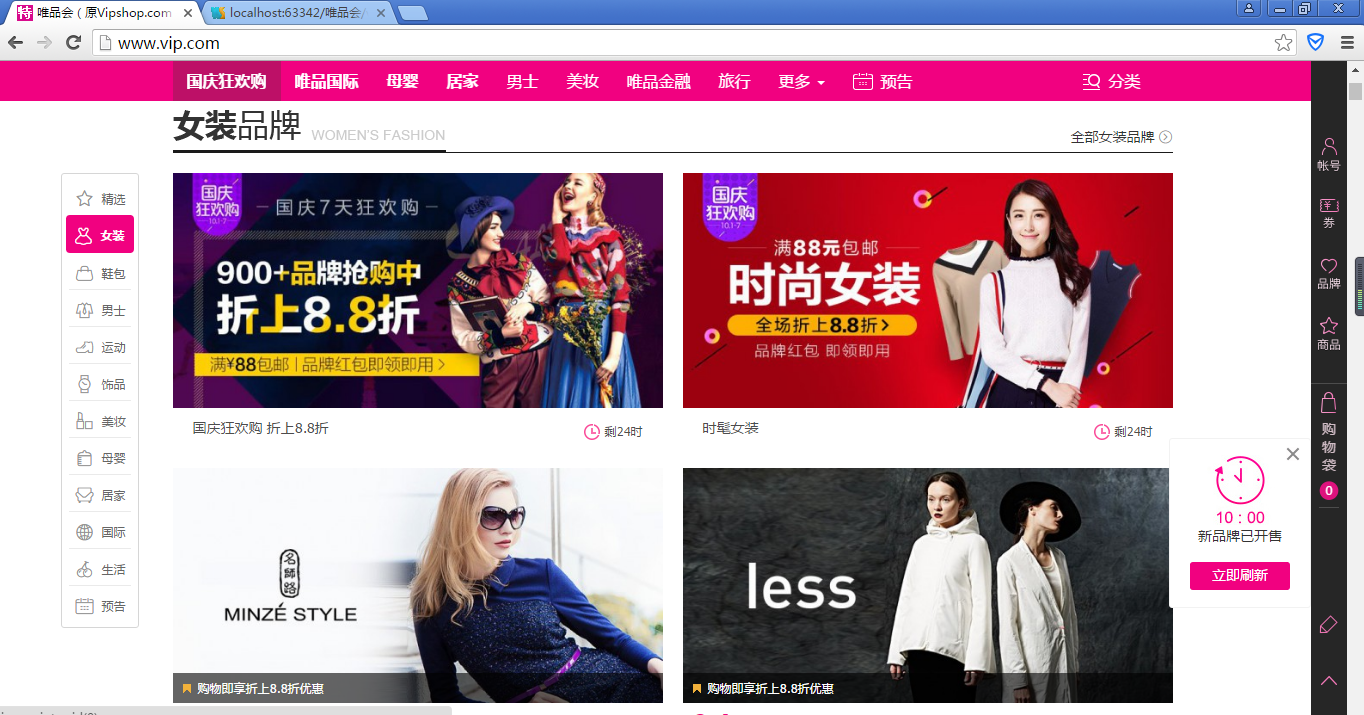 唯品会（原Vipshop.com
localhost:63342/唯品会/
www.vip.com
国庆狂欢购 唯品国际 母婴 居家 男士 美妆 唯品金融 旅行 更多 预告 分类
女装品牌 WOMEN'S FASHION
全部女装品牌
精选
女装
鞋包
男士
运动
饰品
美妆
母婴
居家
国际
生活
预告
国庆
狂欢购
10.1-7
国庆7天狂欢购
900+品牌抢购中
折上8.8折
满¥88包邮 | 品牌红包即领即用 >
国庆狂欢购 折上8.8折
剩24时
国庆
狂欢购
10.1-7
满88元包邮
时尚女装
全场折上8.8折>
品牌红包 即领即用
时髦女装
剩24时
名師路
MINZÉ STYLE
购物即享折上8.8折优惠
less
购物即享折上8.8折优惠
帐号
券
品牌
商品
购物袋
0
10 : 00
新品牌已开售
立即刷新